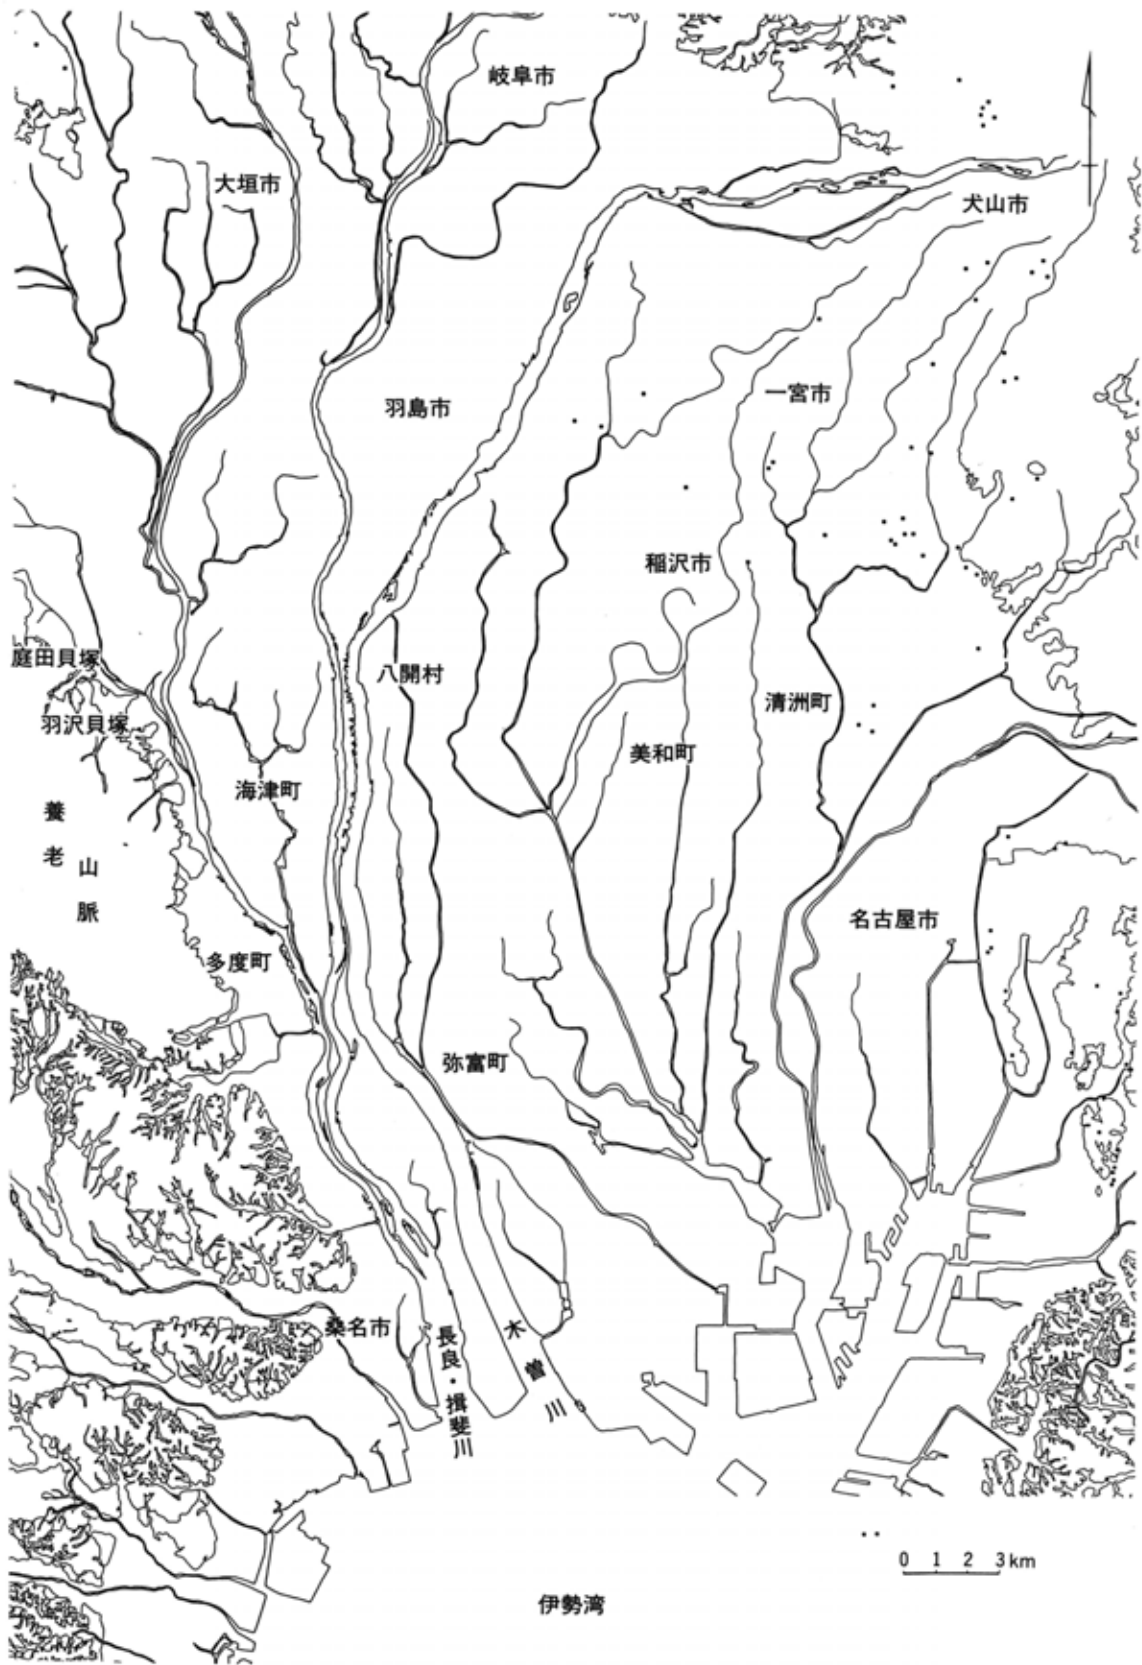 岐阜市
大垣市
犬山市
羽島市
一宮市
稲沢市
庭田貝塚
八開村
羽沢貝塚
清洲町
美和町
海津町
養老山脈
名古屋市
多度町
弥富町
桑名市
長良・揖斐川
木曽川
0 1 2 3km
伊勢湾